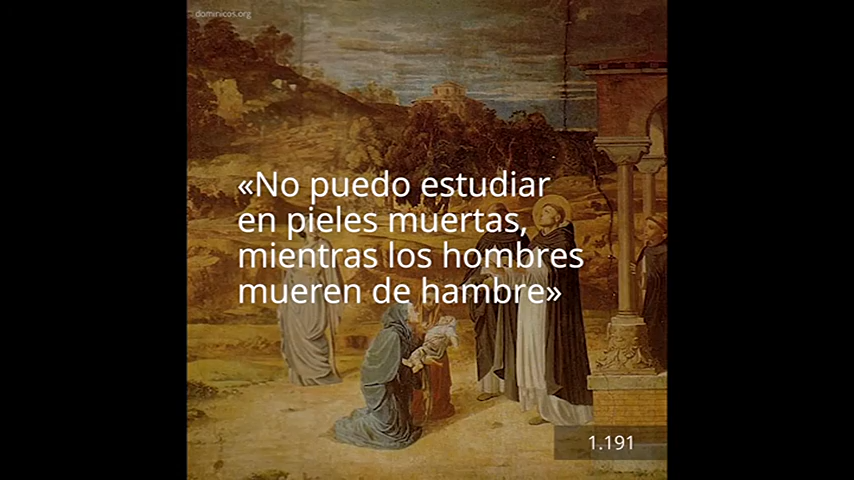 dominicos.org
«No puedo estudiar
en pieles muertas,
mientras los hombres
mueren de hambre»
1.191